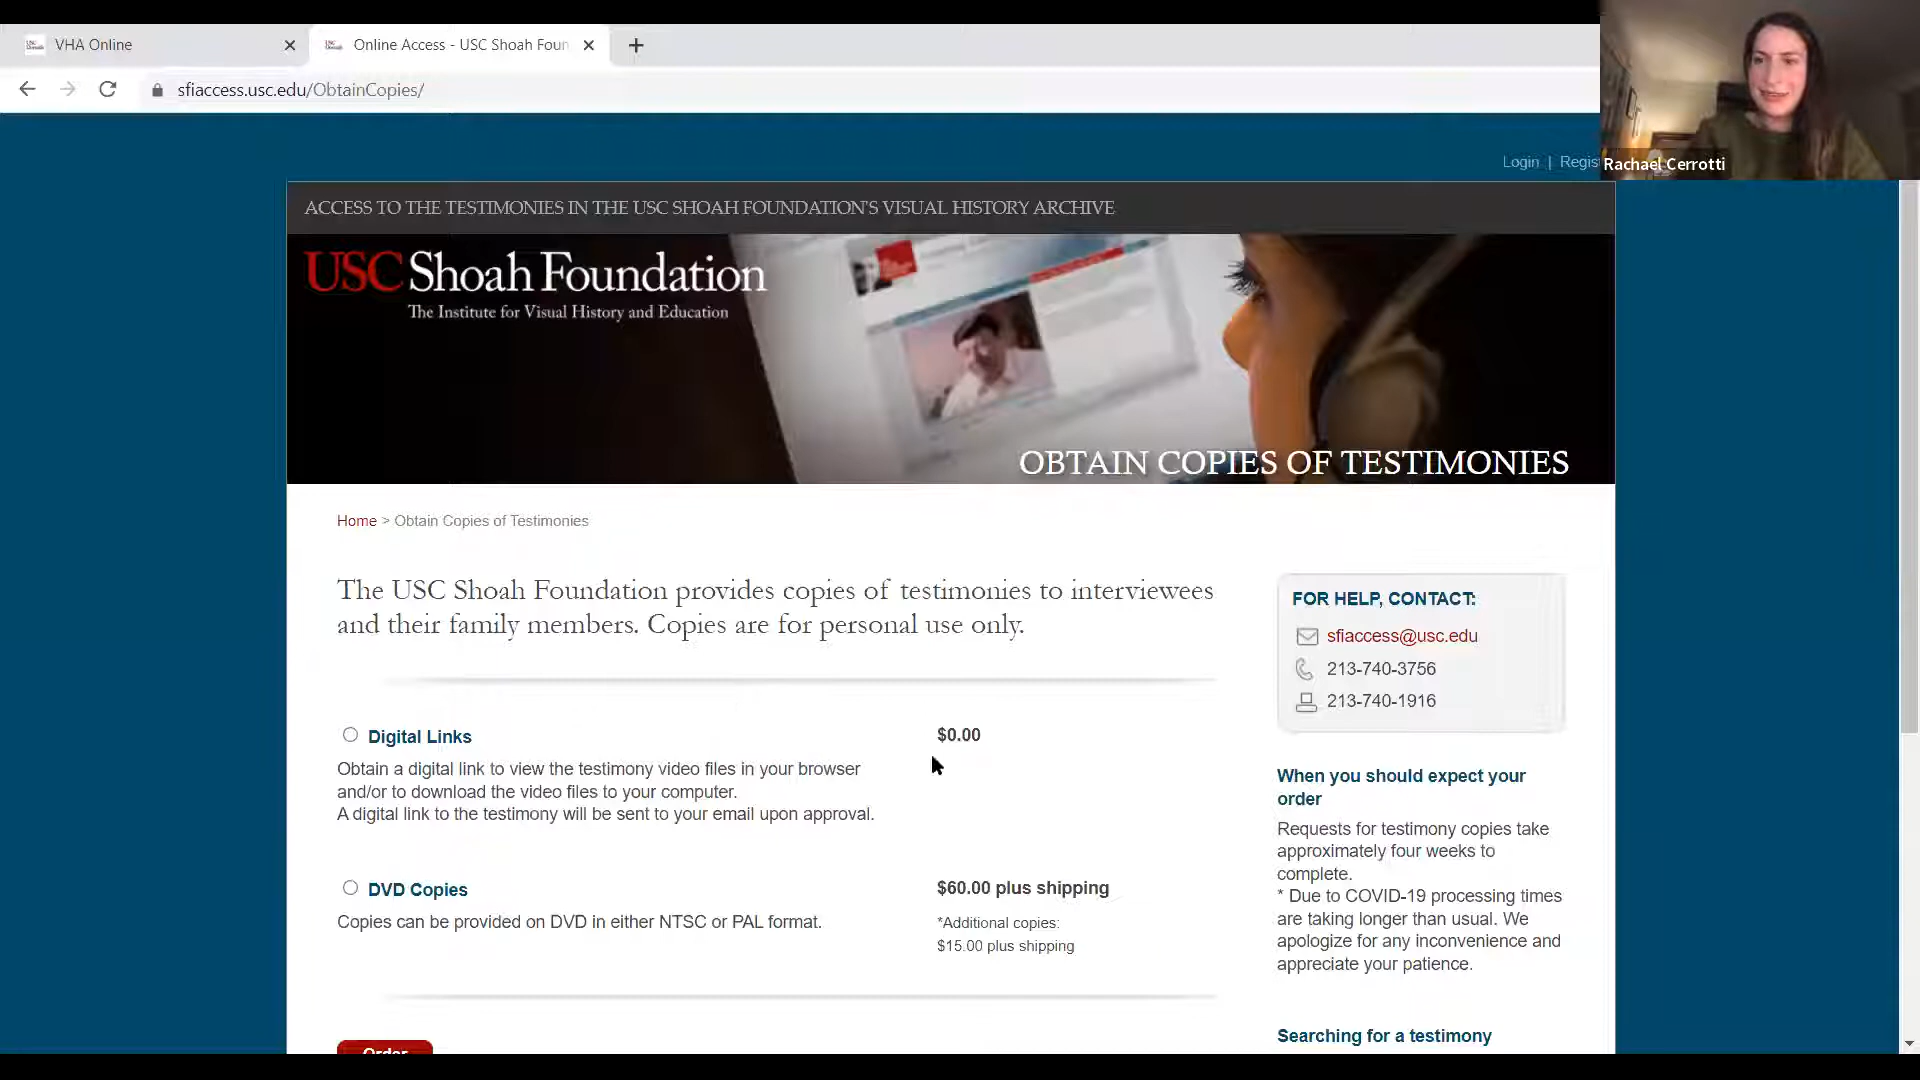 VHA Online
Online Access - USC Shoah Foun
sfiaccess.usc.edu/ObtainCopies/
Login | Regis
Rachael Cerrotti
ACCESS TO THE TESTIMONIES IN THE USC SHOAH FOUNDATION'S VISUAL HISTORY ARCHIVE
USC Shoah Foundation
The Institute for Visual History and Education
OBTAIN COPIES OF TESTIMONIES
Home > Obtain Copies of Testimonies
The USC Shoah Foundation provides copies of testimonies to interviewees
and their family members. Copies are for personal use only.
Digital Links
$0.00
Obtain a digital link to view the testimony video files in your browser
and/or to download the video files to your computer.
A digital link to the testimony will be sent to your email upon approval.
DVD Copies
$60.00 plus shipping
Copies can be provided on DVD in either NTSC or PAL format.
*Additional copies:
$15.00 plus shipping
Order
FOR HELP, CONTACT:
sfiaccess@usc.edu
213-740-3756
213-740-1916
When you should expect your
order
Requests for testimony copies take
approximately four weeks to
complete.
* Due to COVID-19 processing times
are taking longer than usual. We
apologize for any inconvenience and
appreciate your patience.
Searching for a testimony